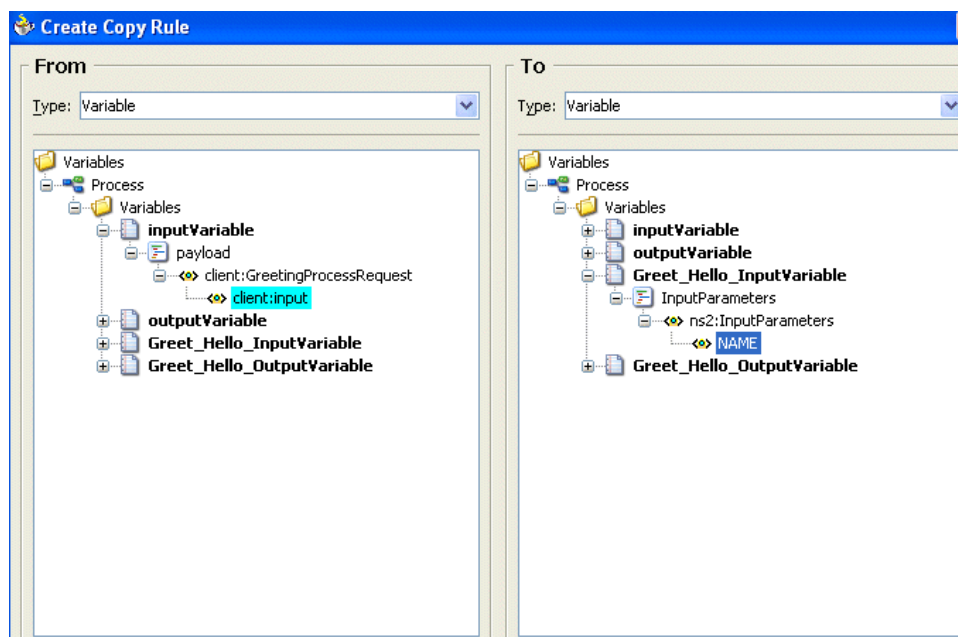 Create Copy Rule
From
Type: Variable
Variables
Process
Variables
inputVariable
payload
client:GreetingProcessRequest
client:input
outputVariable
Greet_Hello_InputVariable
Greet_Hello_OutputVariable
To
Type: Variable
Variables
Process
Variables
inputVariable
outputVariable
Greet_Hello_InputVariable
InputParameters
ns2:InputParameters
NAME
Greet_Hello_OutputVariable